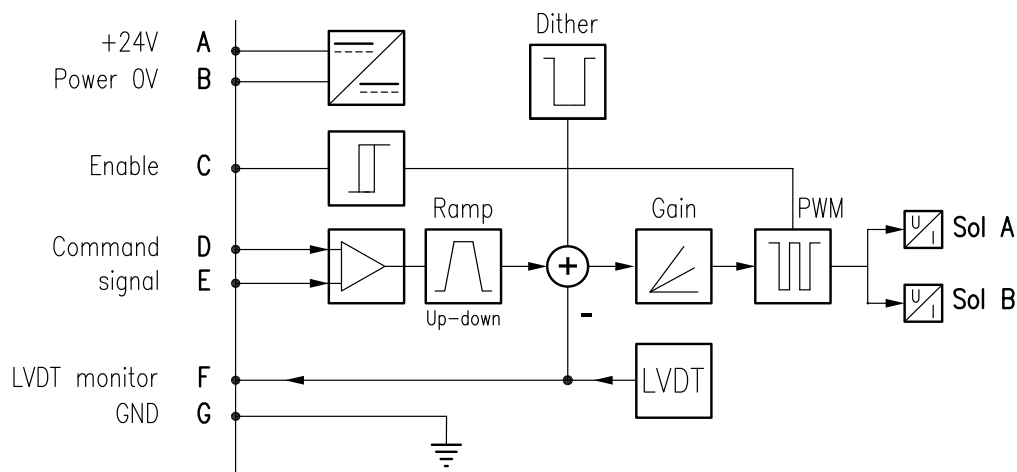 Dither
+24V A
Power 0V B
Enable C
Ramp
Gain
PWM
Command D
signal E
U/I Sol A
U/I Sol B
+
-
Up-down
LVDT monitor F
LVDT
GND G